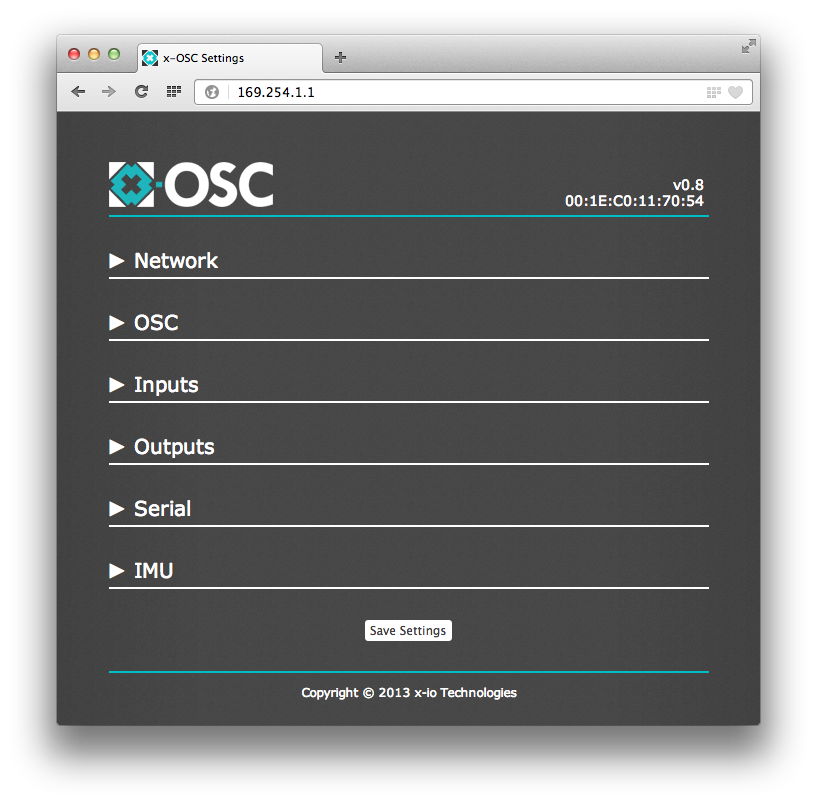 x-OSC Settings
169.254.1.1
X-OSC
v0.8
00:1E:C0:11:70:54
Network
OSC
Inputs
Outputs
Serial
IMU
Save Settings
Copyright © 2013 x-io Technologies